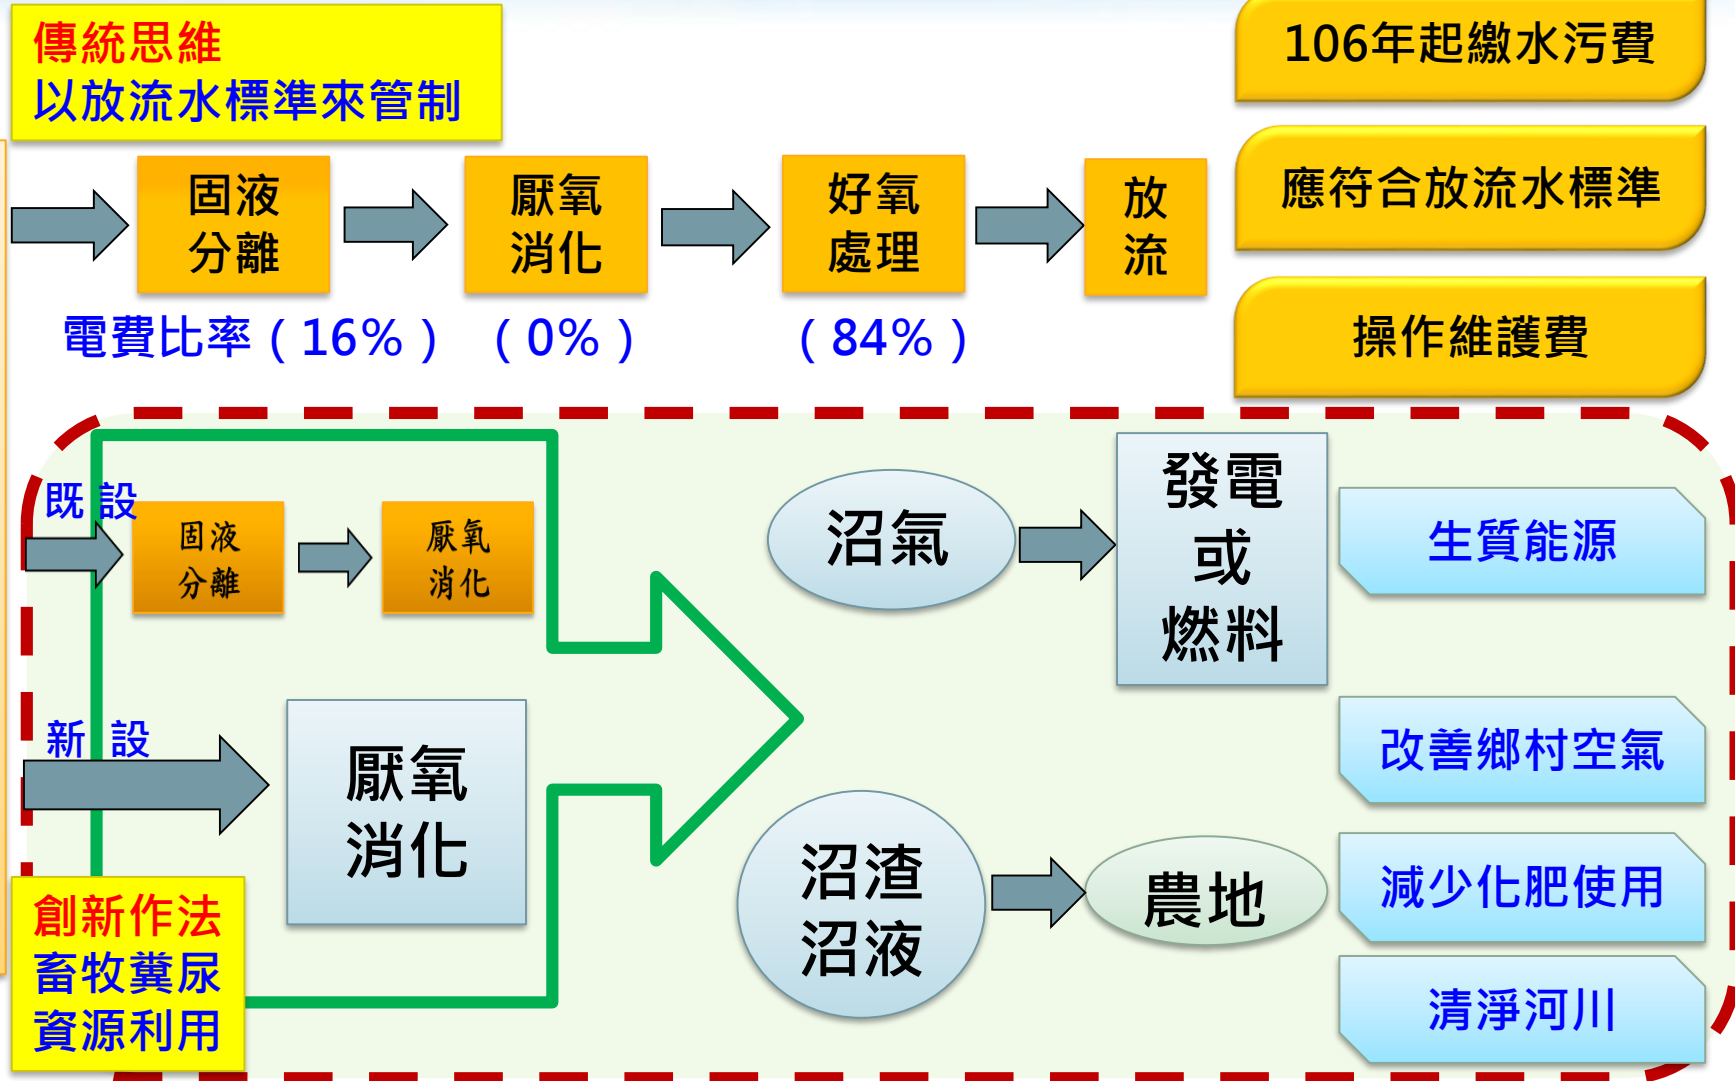 傳統思維
以放流水標準來管制
106年起繳水污費
應符合放流水標準
操作維護費
固液
分離
厭氧
消化
好氧
處理
放
流
電費比率(16%) (0%) (84%)
既 設
固液
分離
厭氧
消化
新 設
厭氧
消化
創新作法
畜牧糞尿
資源利用
沼氣
發電
或
燃料
沼渣
沼液
農地
生質能源
改善鄉村空氣
減少化肥使用
清淨河川